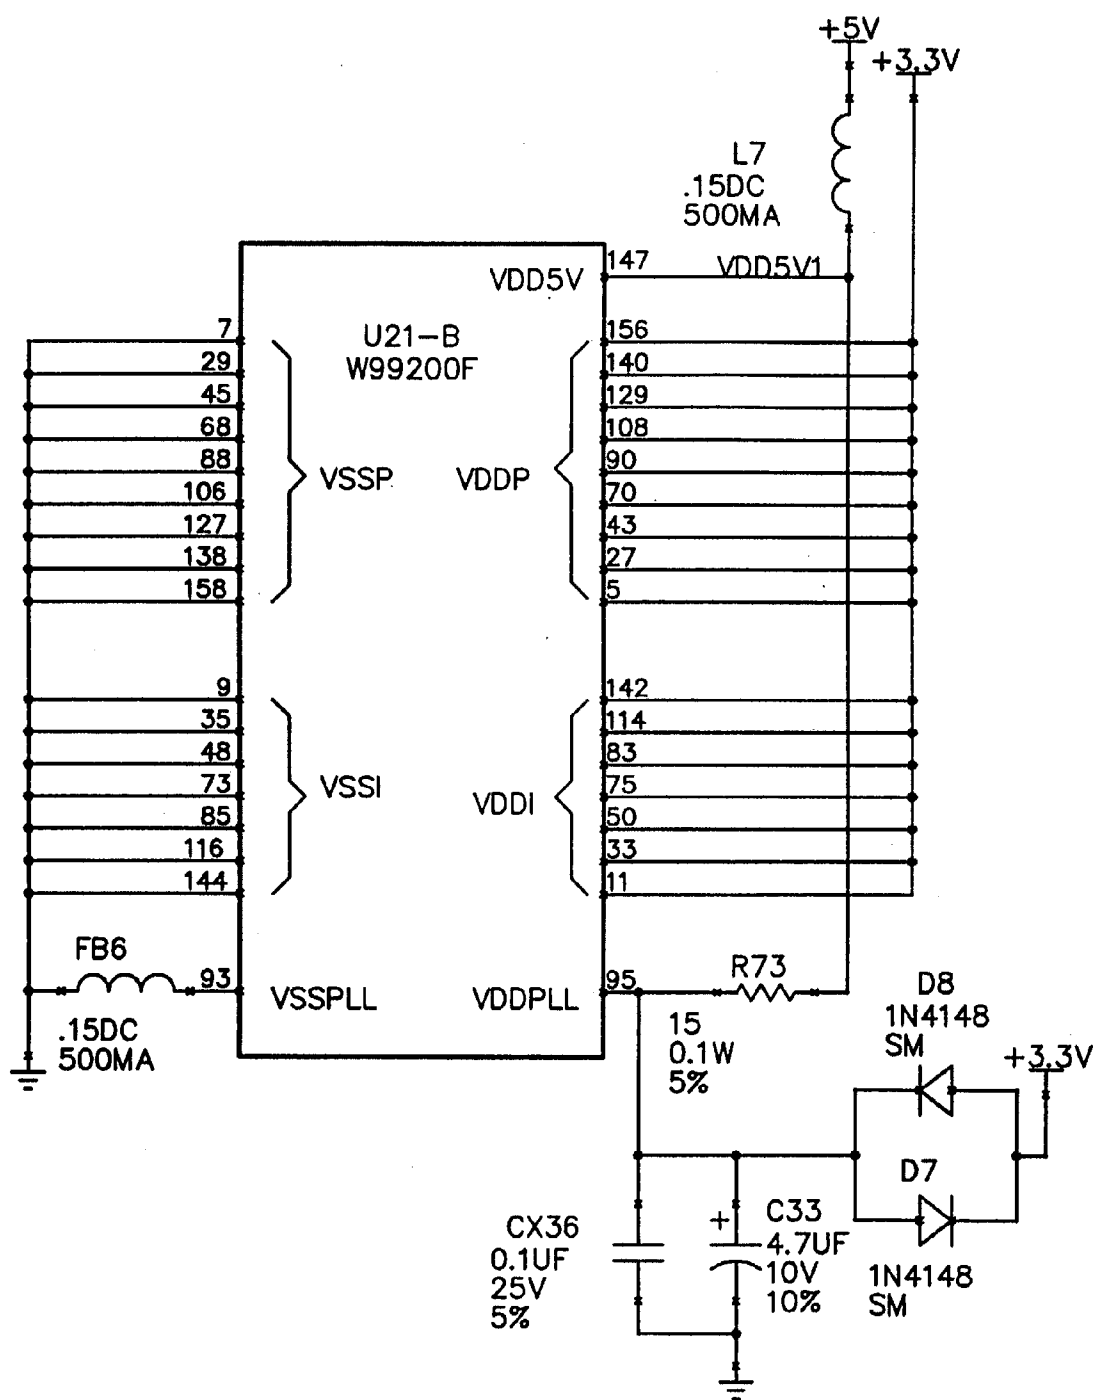 +5V
+3.3V
L7
.15DC
500MA
147
VDD5V1
VDD5V
U21-B
W99200F
7
29
45
68
88
106
127
138
158
VSSP
VDDP
156
140
129
108
90
70
43
27
5
9
35
48
73
85
116
144
VSSI
VDDI
142
114
83
75
50
33
11
FB6
93
.15DC
500MA
VSSPLL
VDDPLL
95
R73
15
0.1W
5%
D8
1N4148
SM
+3.3V
D7
1N4148
SM
CX36
0.1UF
25V
5%
+
C33
4.7UF
10V
10%